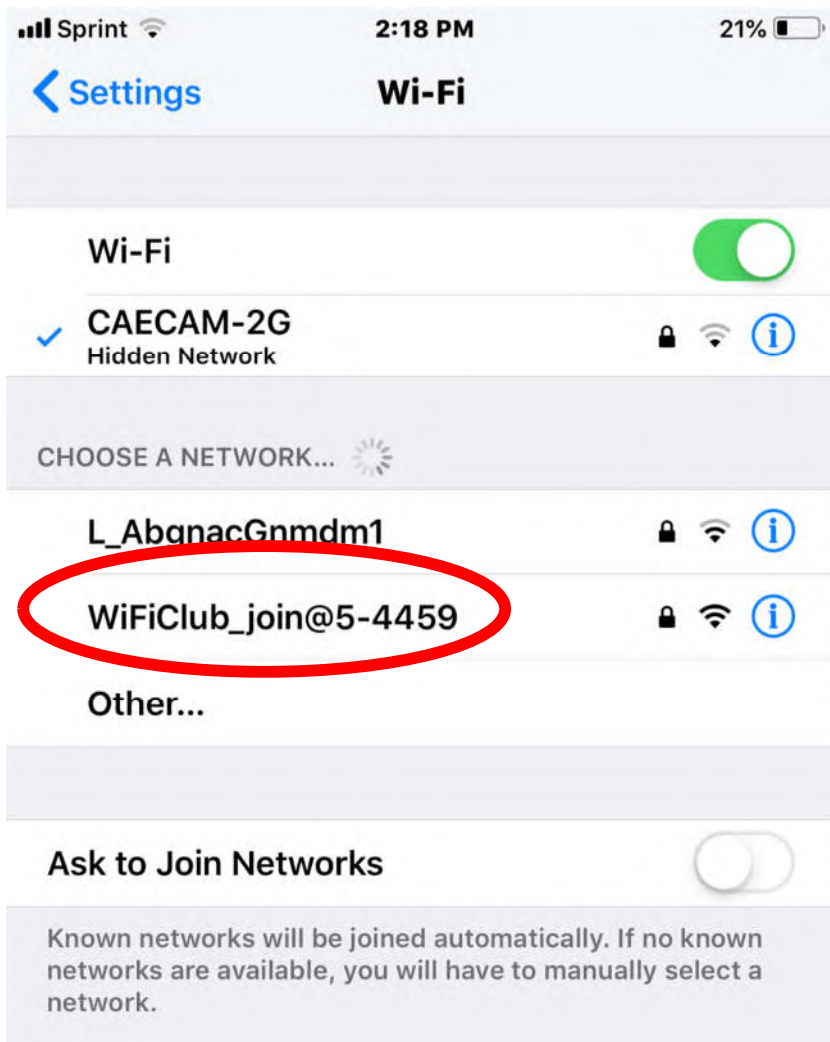 Sprint 2:18 PM 21%
Settings Wi-Fi
Wi-Fi
CAECAM-2G
Hidden Network
CHOOSE A NETWORK...
L_AbqnacGnmdm1
WiFiClub_join@5-4459
Other...
Ask to Join Networks
Known networks will be joined automatically. If no known
networks are available, you will have to manually select a
network.